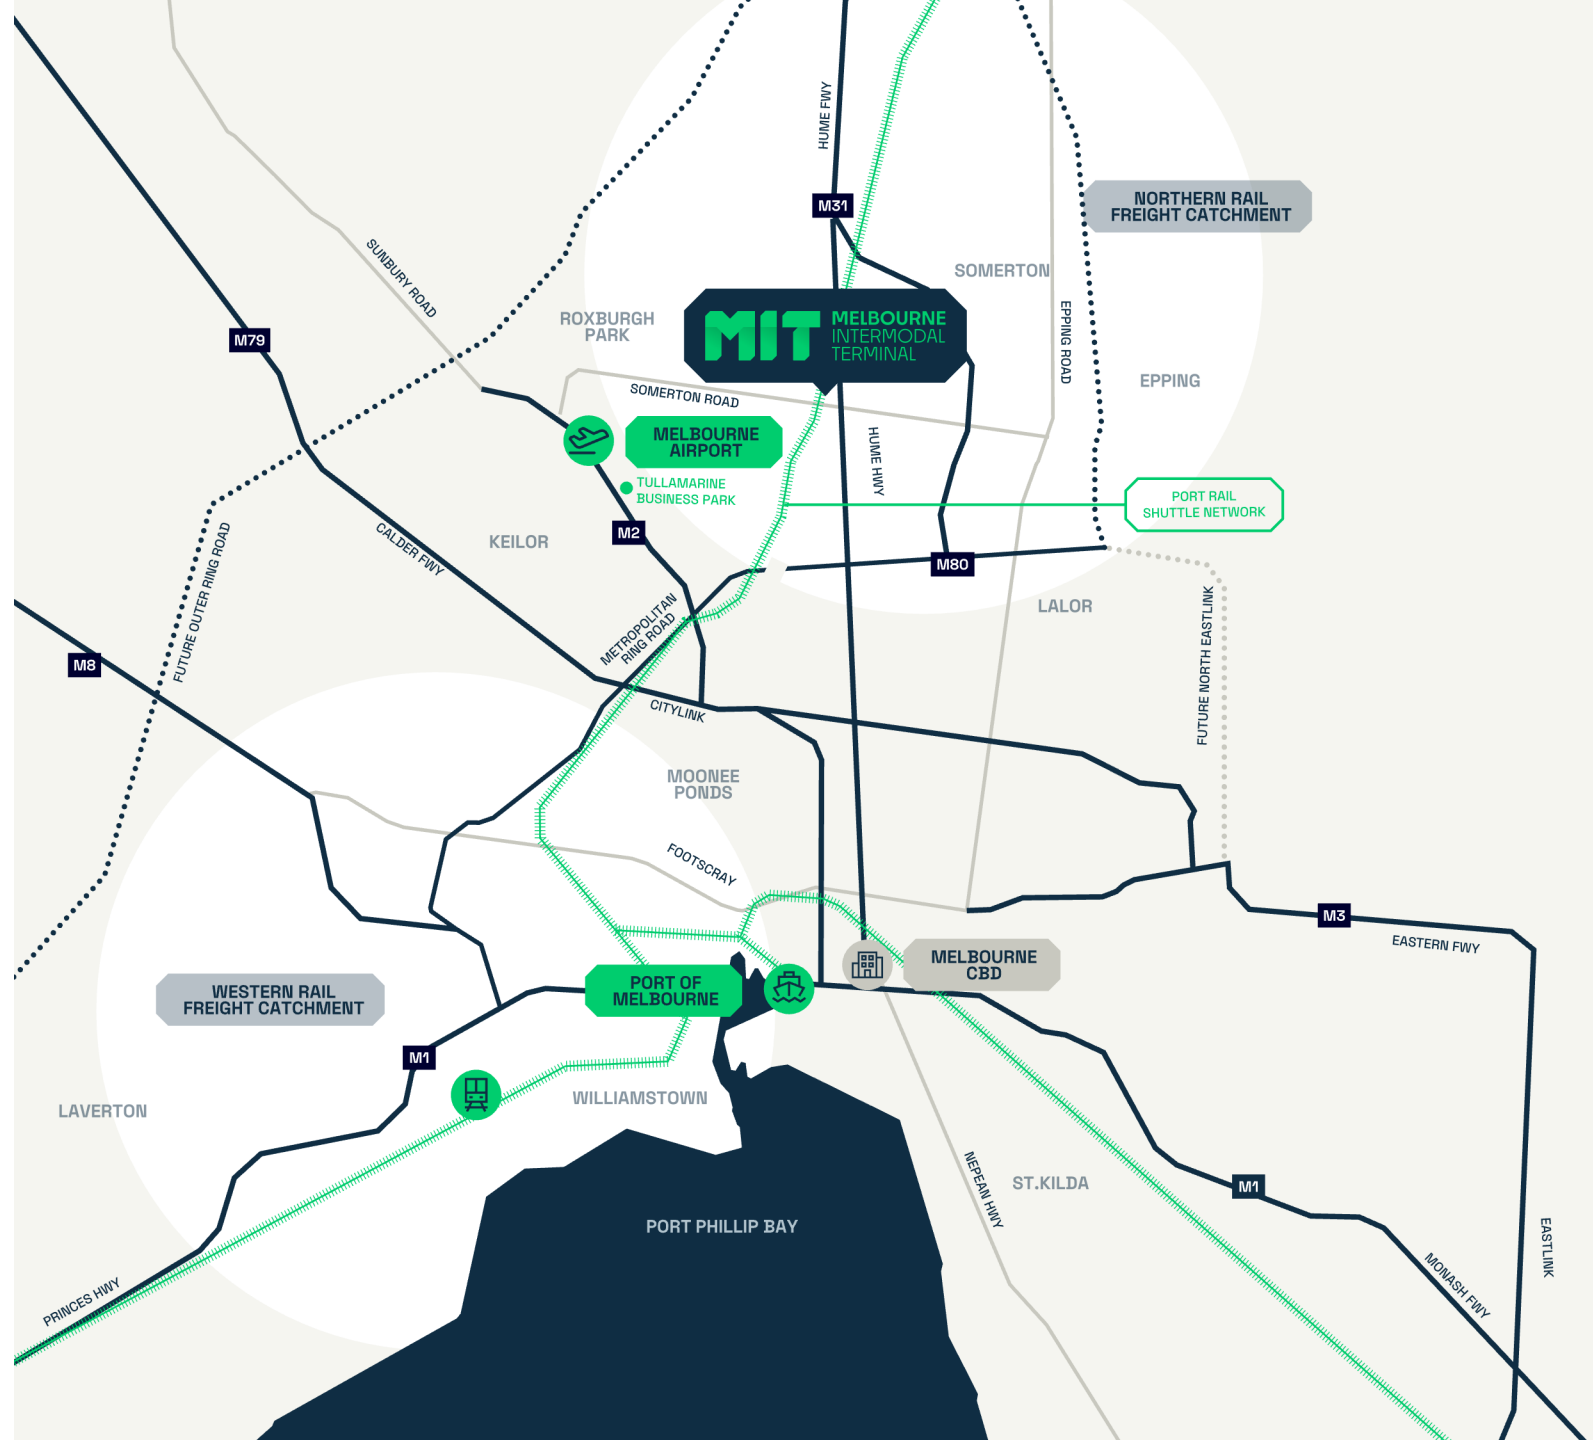 HUME FWY
M31
NORTHERN RAIL
FREIGHT CATCHMENT
SUNBURY ROAD
SOMERTON
ROXBURGH
PARK
MIT
MELBOURNE
INTERMODAL
TERMINAL
EPPING ROAD
M79
EPPING
SOMERTON ROAD
MELBOURNE
AIRPORT
HUME HWY
TULLAMARINE
BUSINESS PARK
PORT RAIL
SHUTTLE NETWORK
M2
KEILOR
CALDER FWY
FUTURE OUTER RING ROAD
M80
LALOR
METROPOLITAN
RING ROAD
FUTURE NORTH EASTLINK
M8
CITYLINK
MOONEE
PONDS
FOOTSCRAY
M3
EASTERN FWY
MELBOURNE
CBD
PORT OF
MELBOURNE
WESTERN RAIL
FREIGHT CATCHMENT
M1
WILLIAMSTOWN
LAVERTON
NEPEAN HWY
ST.KILDA
M1
PORT PHILLIP BAY
EASTLINK
MONASH FWY
PRINCES HWY